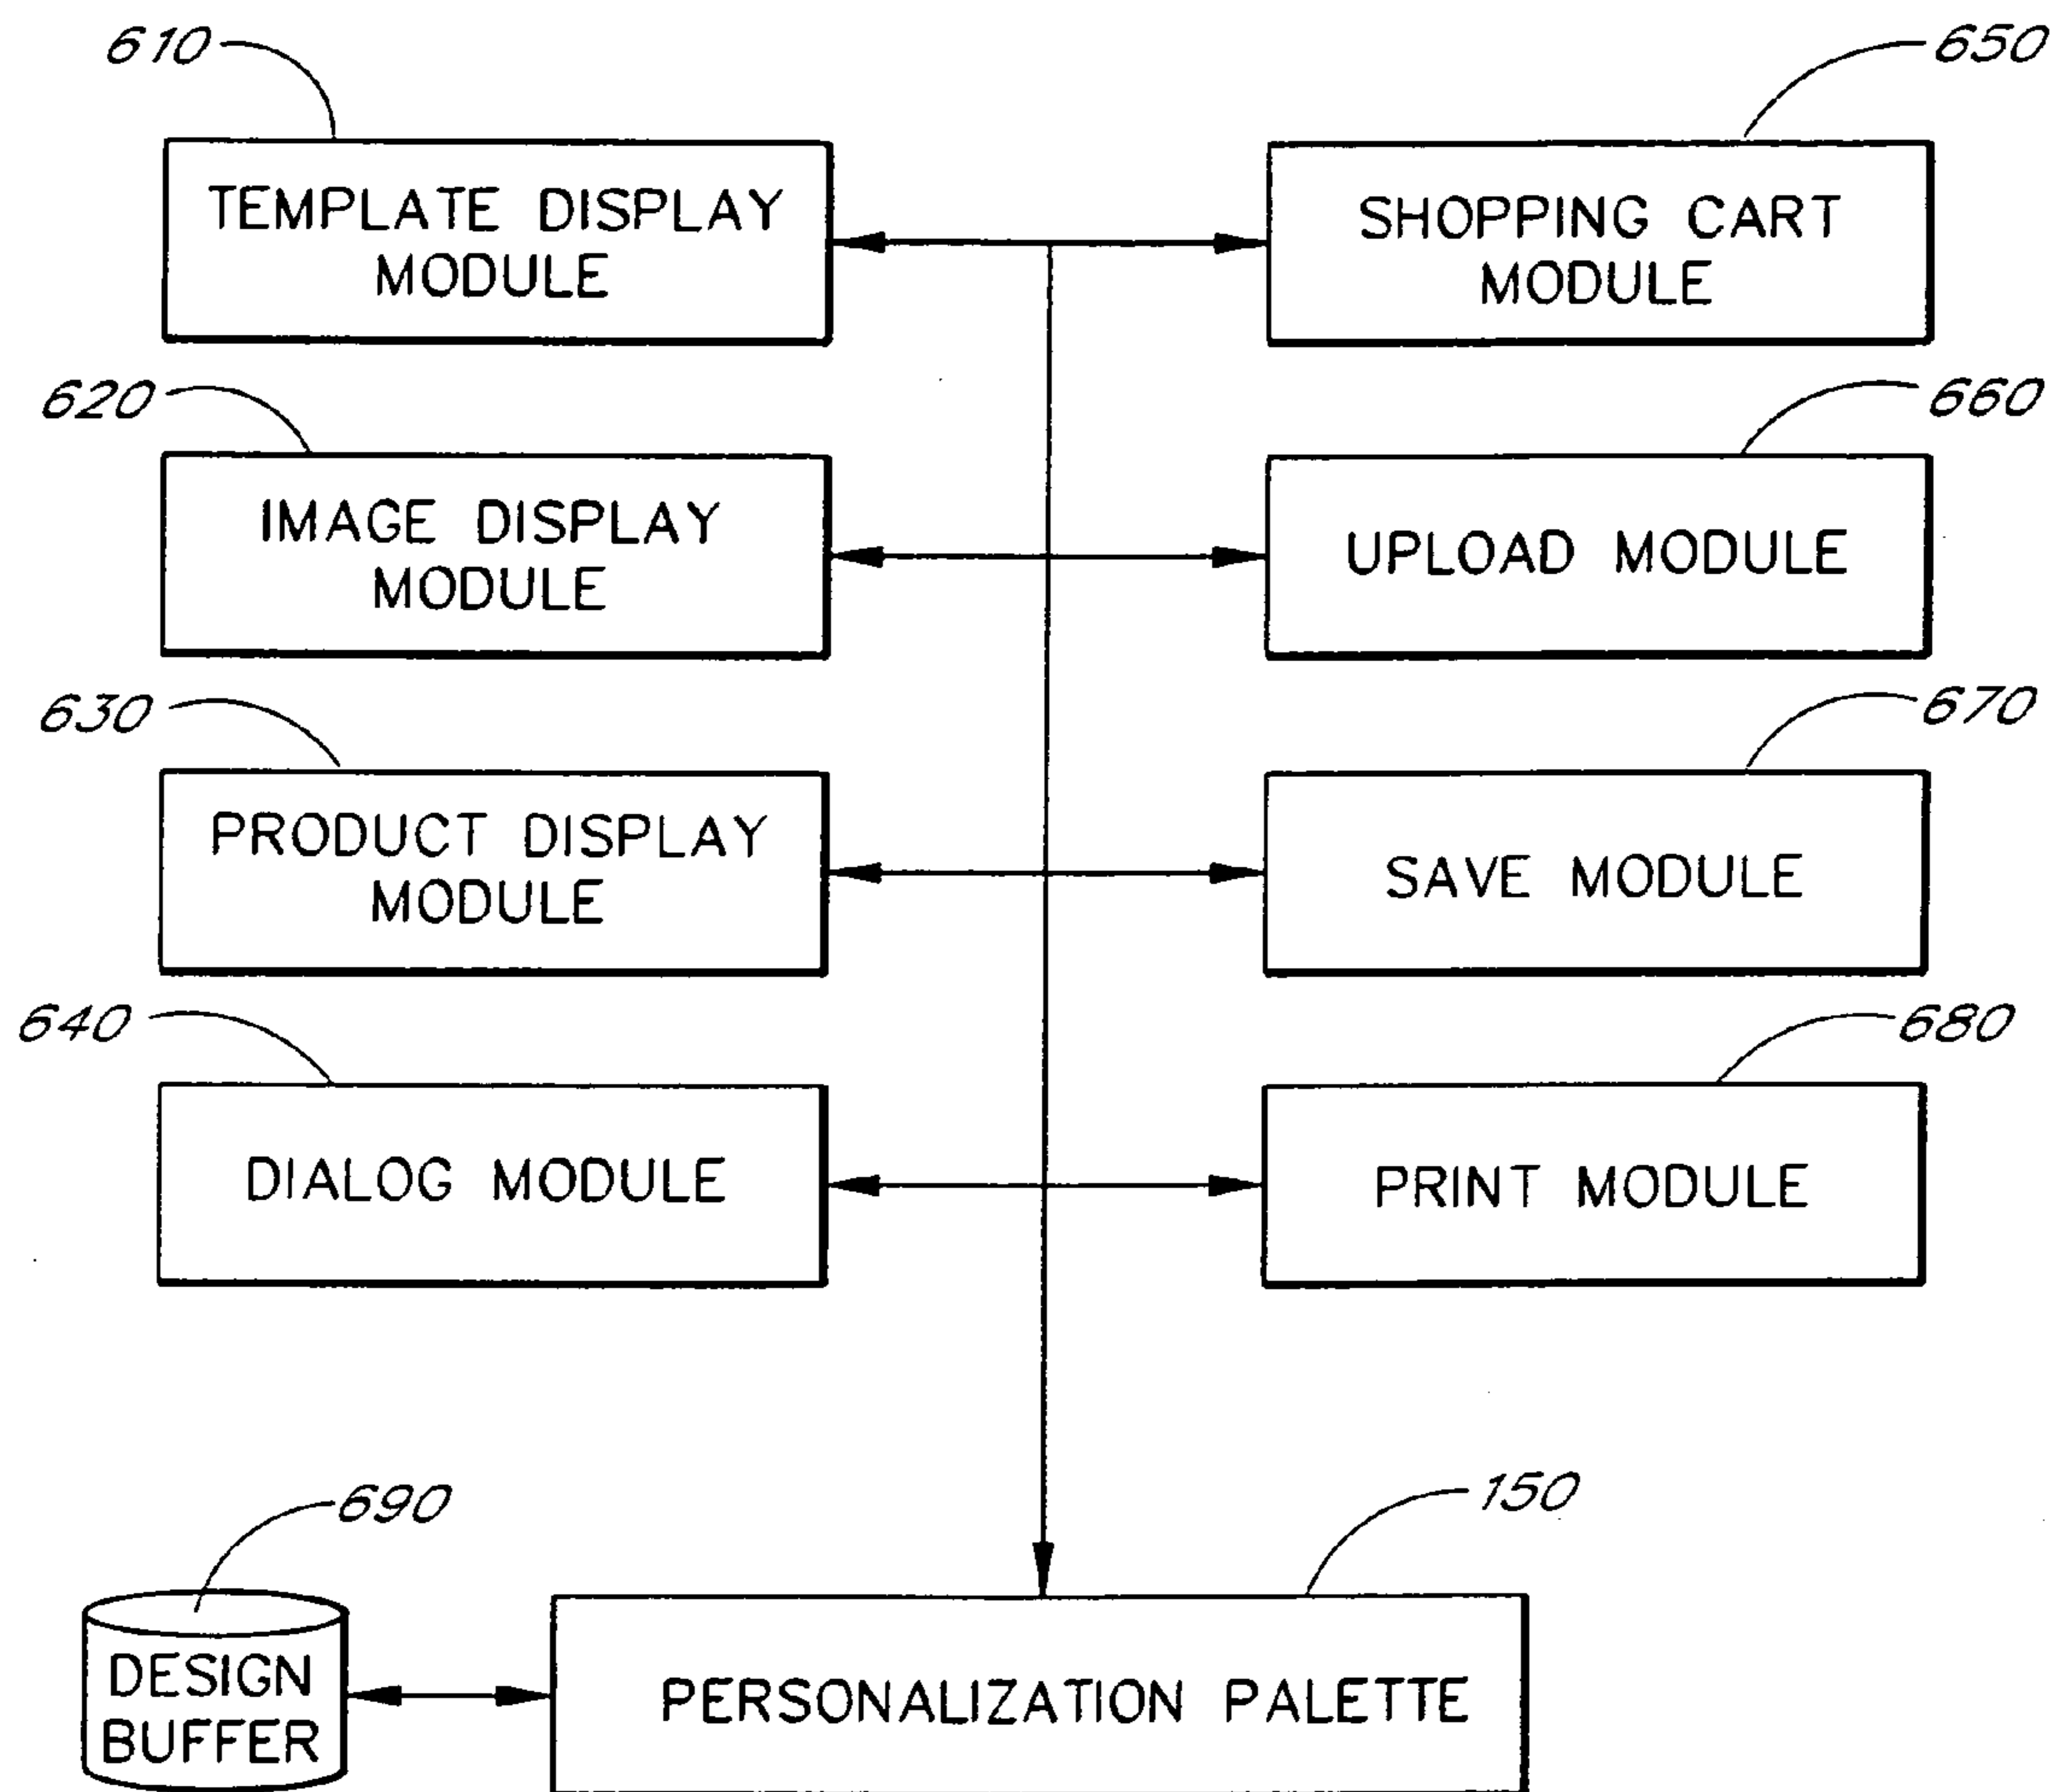 610
650
TEMPLATE DISPLAY
MODULE
SHOPPING CART
MODULE
620
660
IMAGE DISPLAY
MODULE
UPLOAD MODULE
630
670
PRODUCT DISPLAY
MODULE
SAVE MODULE
640
680
DIALOG MODULE
PRINT MODULE
690
150
DESIGN
BUFFER
PERSONALIZATION PALETTE